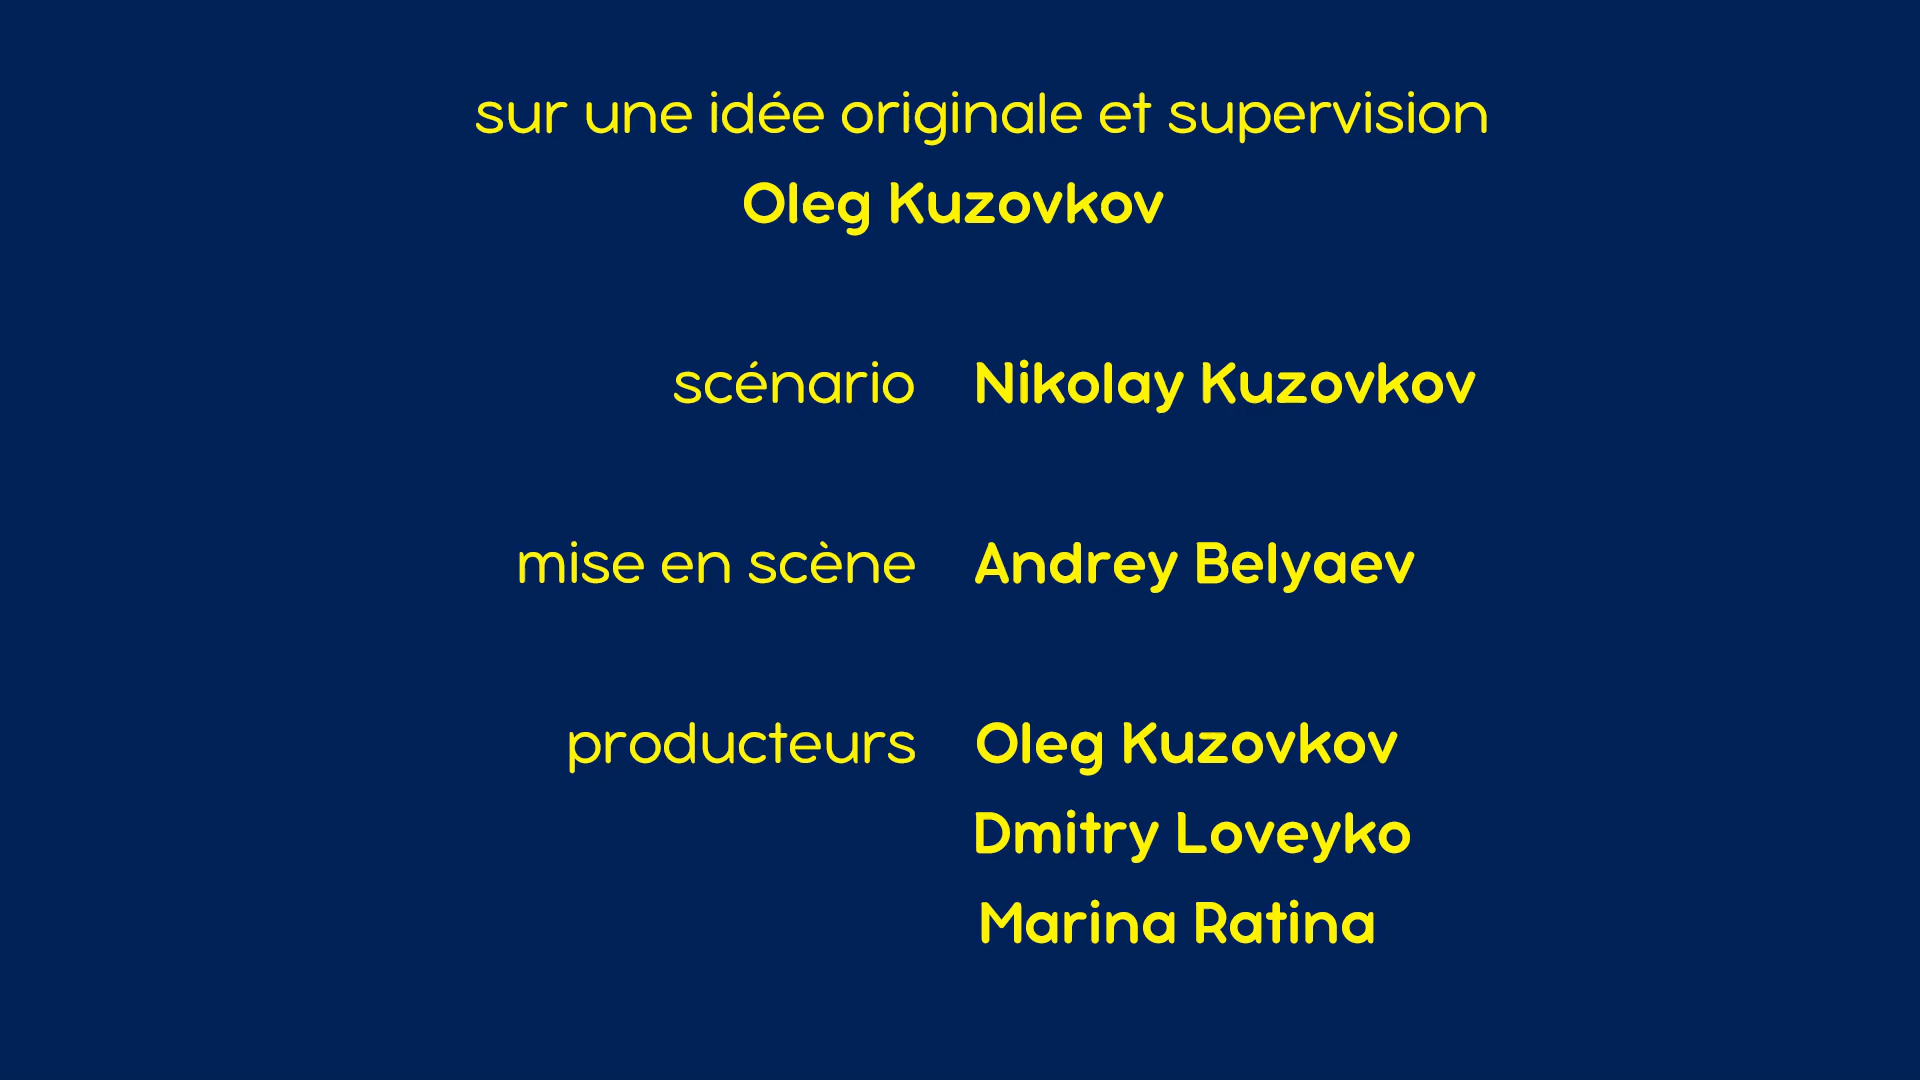 sur une idée originale et supervision
Oleg Kuzovkov
scénario Nikolay Kuzovkov
mise en scène Andrey Belyaev
producteurs Oleg Kuzovkov
Dmitry Loveyko
Marina Ratina